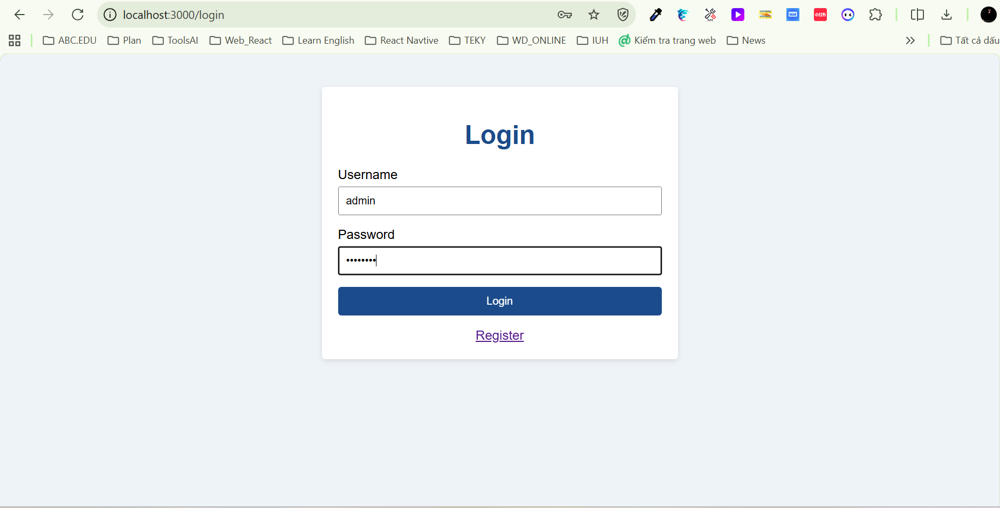 localhost:3000/login
ABC.EDU Plan ToolsAI Web_React Learn English React Navtive TEKY WD_ONLINE IUH Kiểm tra trang web News Tất cả dấu
Login
Username
admin
Password
••••••••
Login
Register